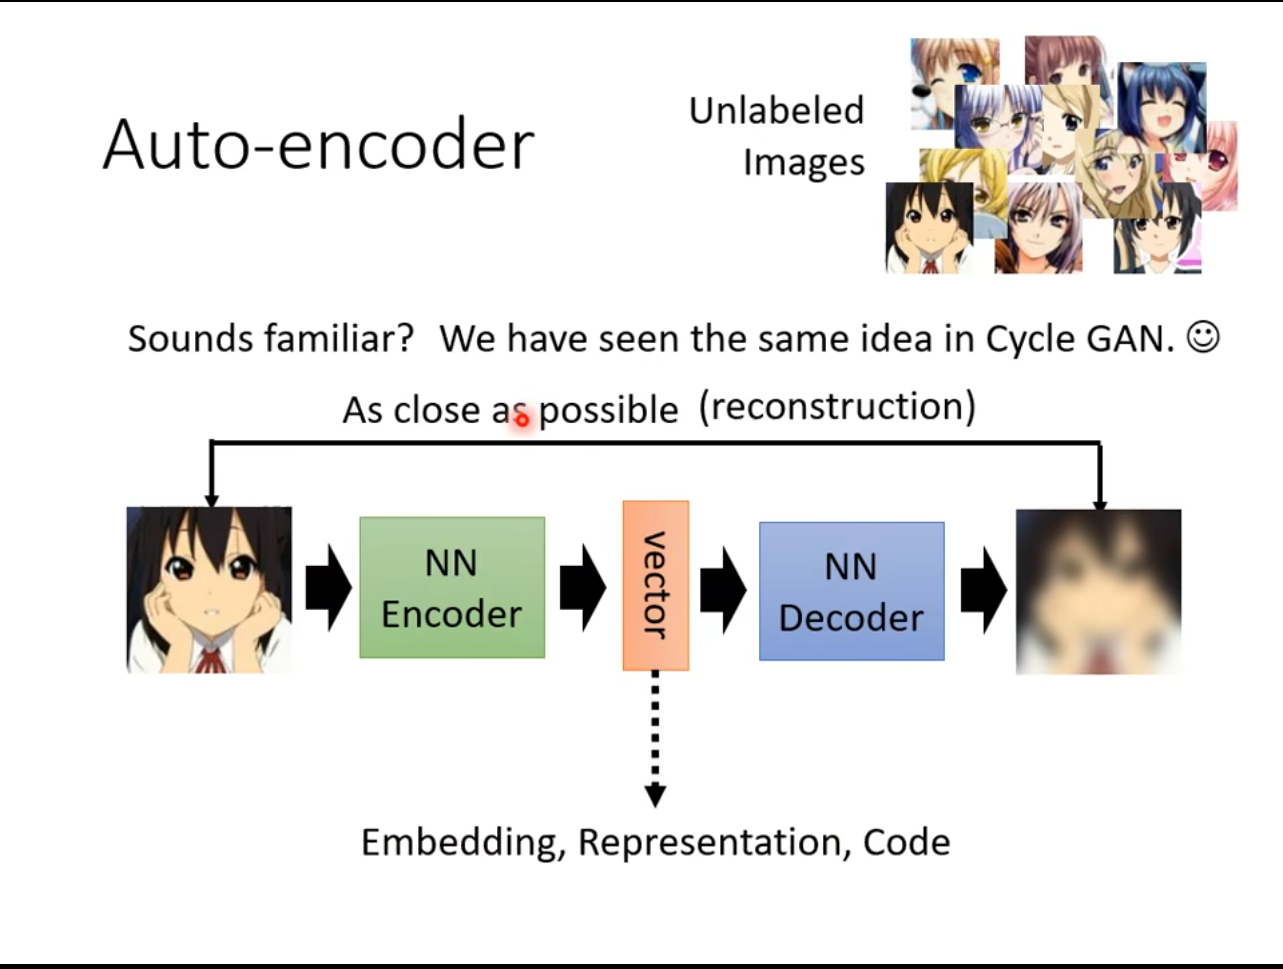 Auto-encoder
Unlabeled
Images
Sounds familiar? We have seen the same idea in Cycle GAN. ☺
As close as possible (reconstruction)
NN
Encoder
vector
NN
Decoder
Embedding, Representation, Code